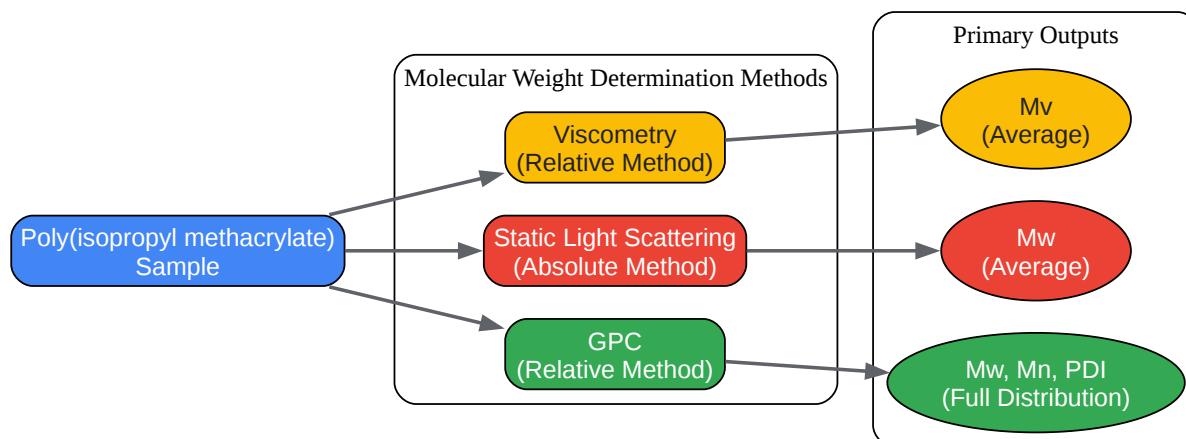 Primary Outputs
Molecular Weight Determination Methods
Mv
(Average)
Viscometry
(Relative Method)
Poly(isopropyl methacrylate)
Sample
Static Light Scattering
(Absolute Method)
Mw
(Average)
GPC
(Relative Method)
Mw, Mn, PDI
(Full Distribution)